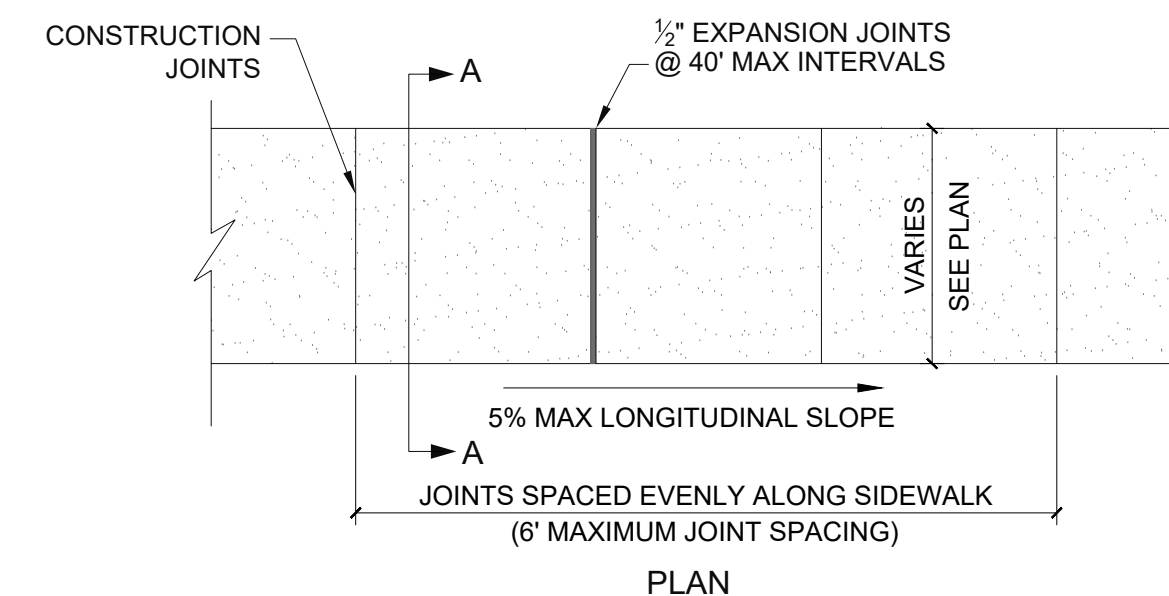 CONSTRUCTION
JOINTS
A
½" EXPANSION JOINTS
@ 40' MAX INTERVALS
VARIES
SEE PLAN
5% MAX LONGITUDINAL SLOPE
A
JOINTS SPACED EVENLY ALONG SIDEWALK
(6' MAXIMUM JOINT SPACING)
PLAN